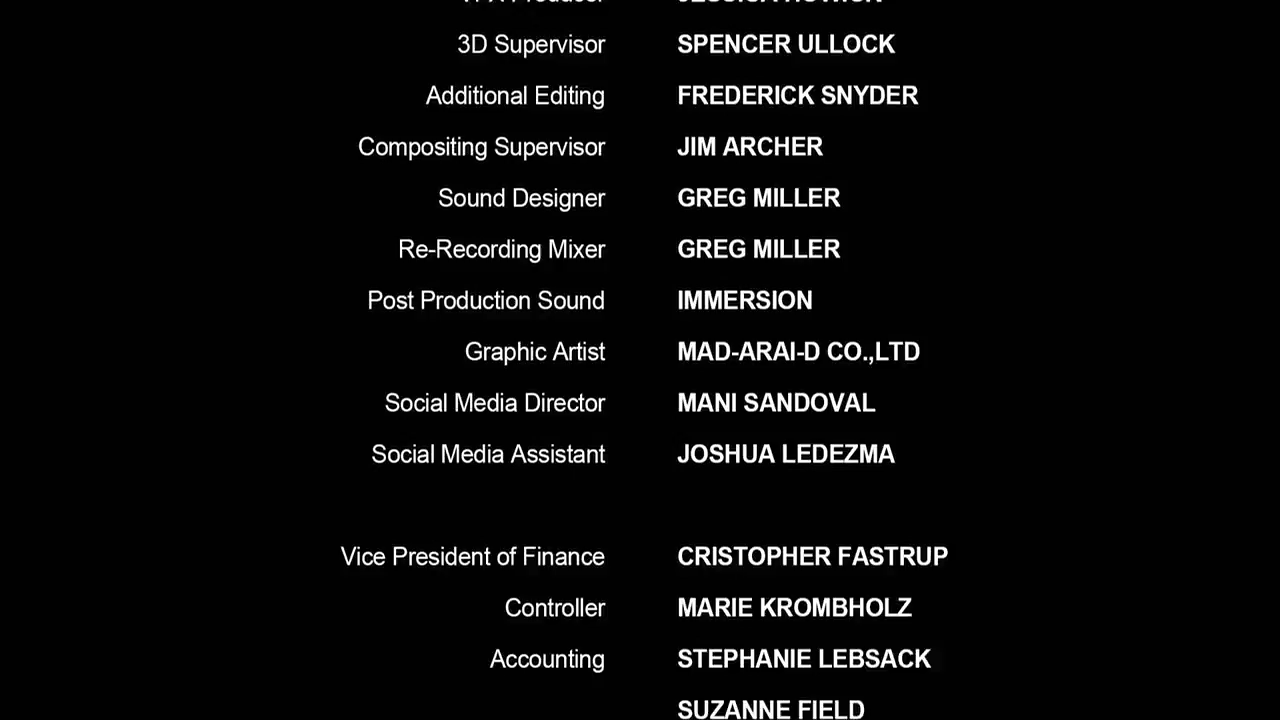 3D Supervisor SPENCER ULLOCK
Additional Editing FREDERICK SNYDER
Compositing Supervisor JIM ARCHER
Sound Designer GREG MILLER
Re-Recording Mixer GREG MILLER
Post Production Sound IMMERSION
Graphic Artist MAD-ARAI-D CO.,LTD
Social Media Director MANI SANDOVAL
Social Media Assistant JOSHUA LEDEZMA
Vice President of Finance CRISTOPHER FASTRUP
Controller MARIE KROMBHOLZ
Accounting STEPHANIE LEBSACK
SUZANNE FIELD